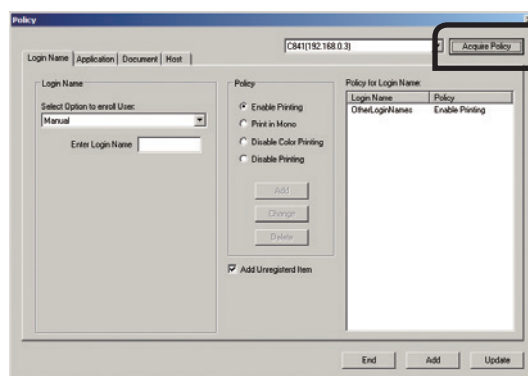 Policy
C841(192.168.0.3)
Acquire Policy
Login Name
Application
Document
Host
Login Name
Select Option to enroll User:
Manual
Enter Login Name
Policy
Enable Printing
Print in Mono
Disable Color Printing
Disable Printing
Add
Change
Delete
Add Unregisterd Item
Policy for Login Name:
Login Name Policy
OtherLoginNames Enable Printing
End
Add
Update